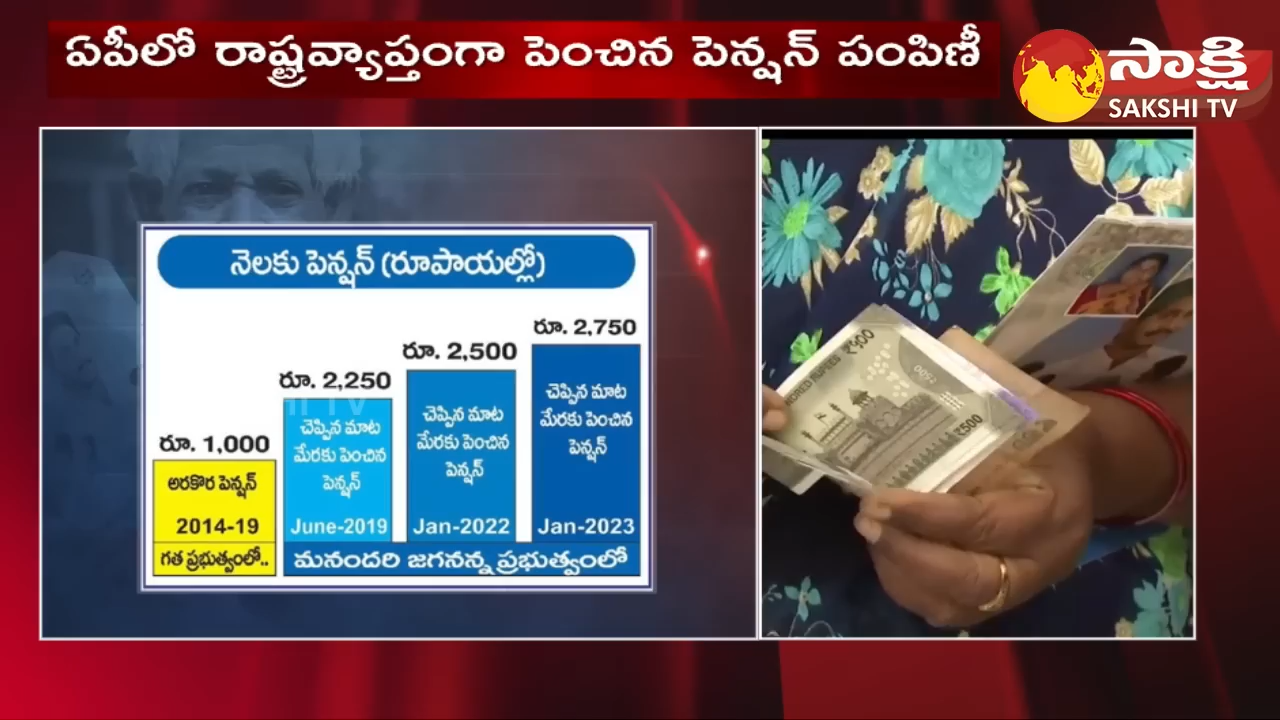 ఏపీలో రాష్ట్రవ్యాప్తంగా పెంచిన పెన్షన్ పంపిణీ
సాక్షి
SAKSHI TV
నెలకు పెన్షన్ (రూపాయల్లో)
రూ. 1,000
అరకొర పెన్షన్
2014-19
గత ప్రభుత్వంలో..
రూ. 2,250
చెప్పిన మాట
మేరకు పెంచిన
పెన్షన్
June-2019
రూ. 2,500
చెప్పిన మాట
మేరకు పెంచిన
పెన్షన్
Jan-2022
రూ. 2,750
చెప్పిన మాట
మేరకు పెంచిన
పెన్షన్
Jan-2023
మనందరి జగనన్న ప్రభుత్వంలో
₹500
₹500